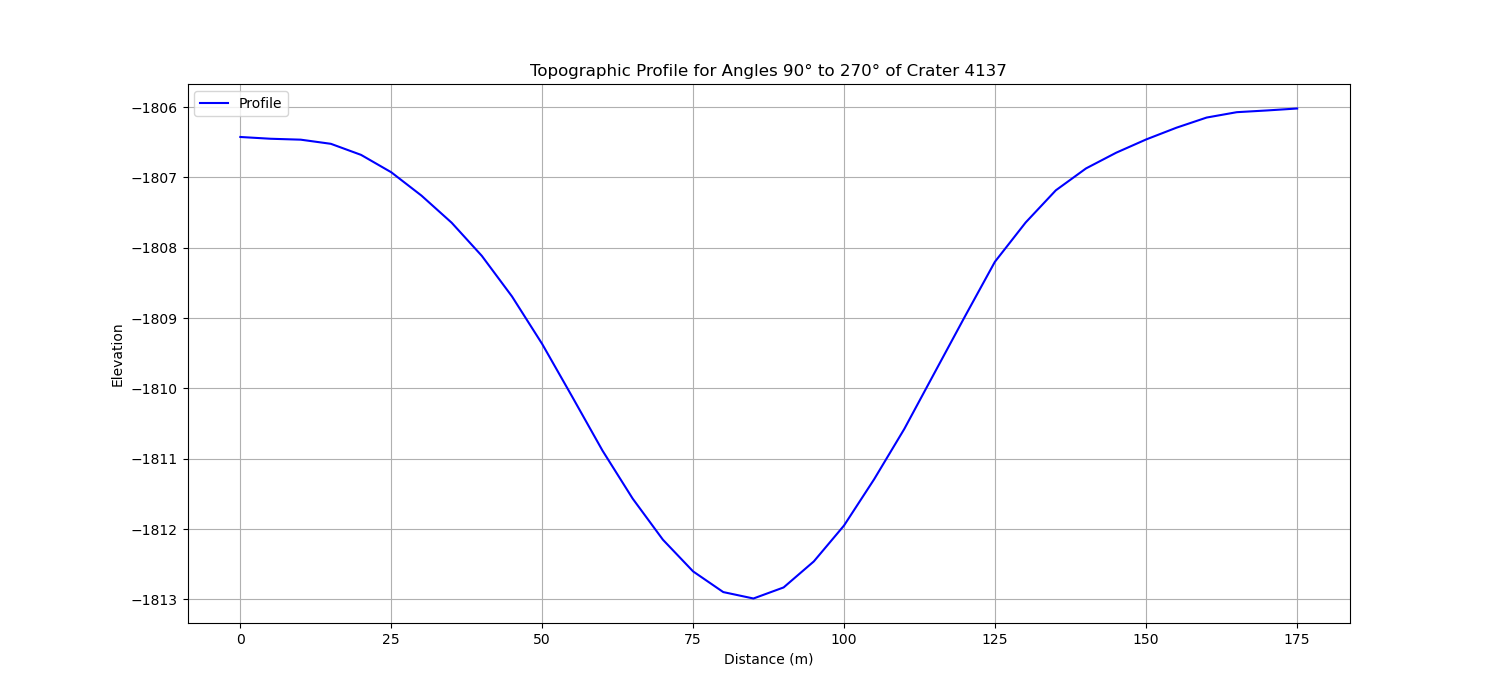 Topographic Profile for Angles 90° to 270° of Crater 4137
Profile
−1806
−1807
−1808
−1809
−1810
−1811
−1812
−1813
Elevation
0 25 50 75 100 125 150 175
Distance (m)